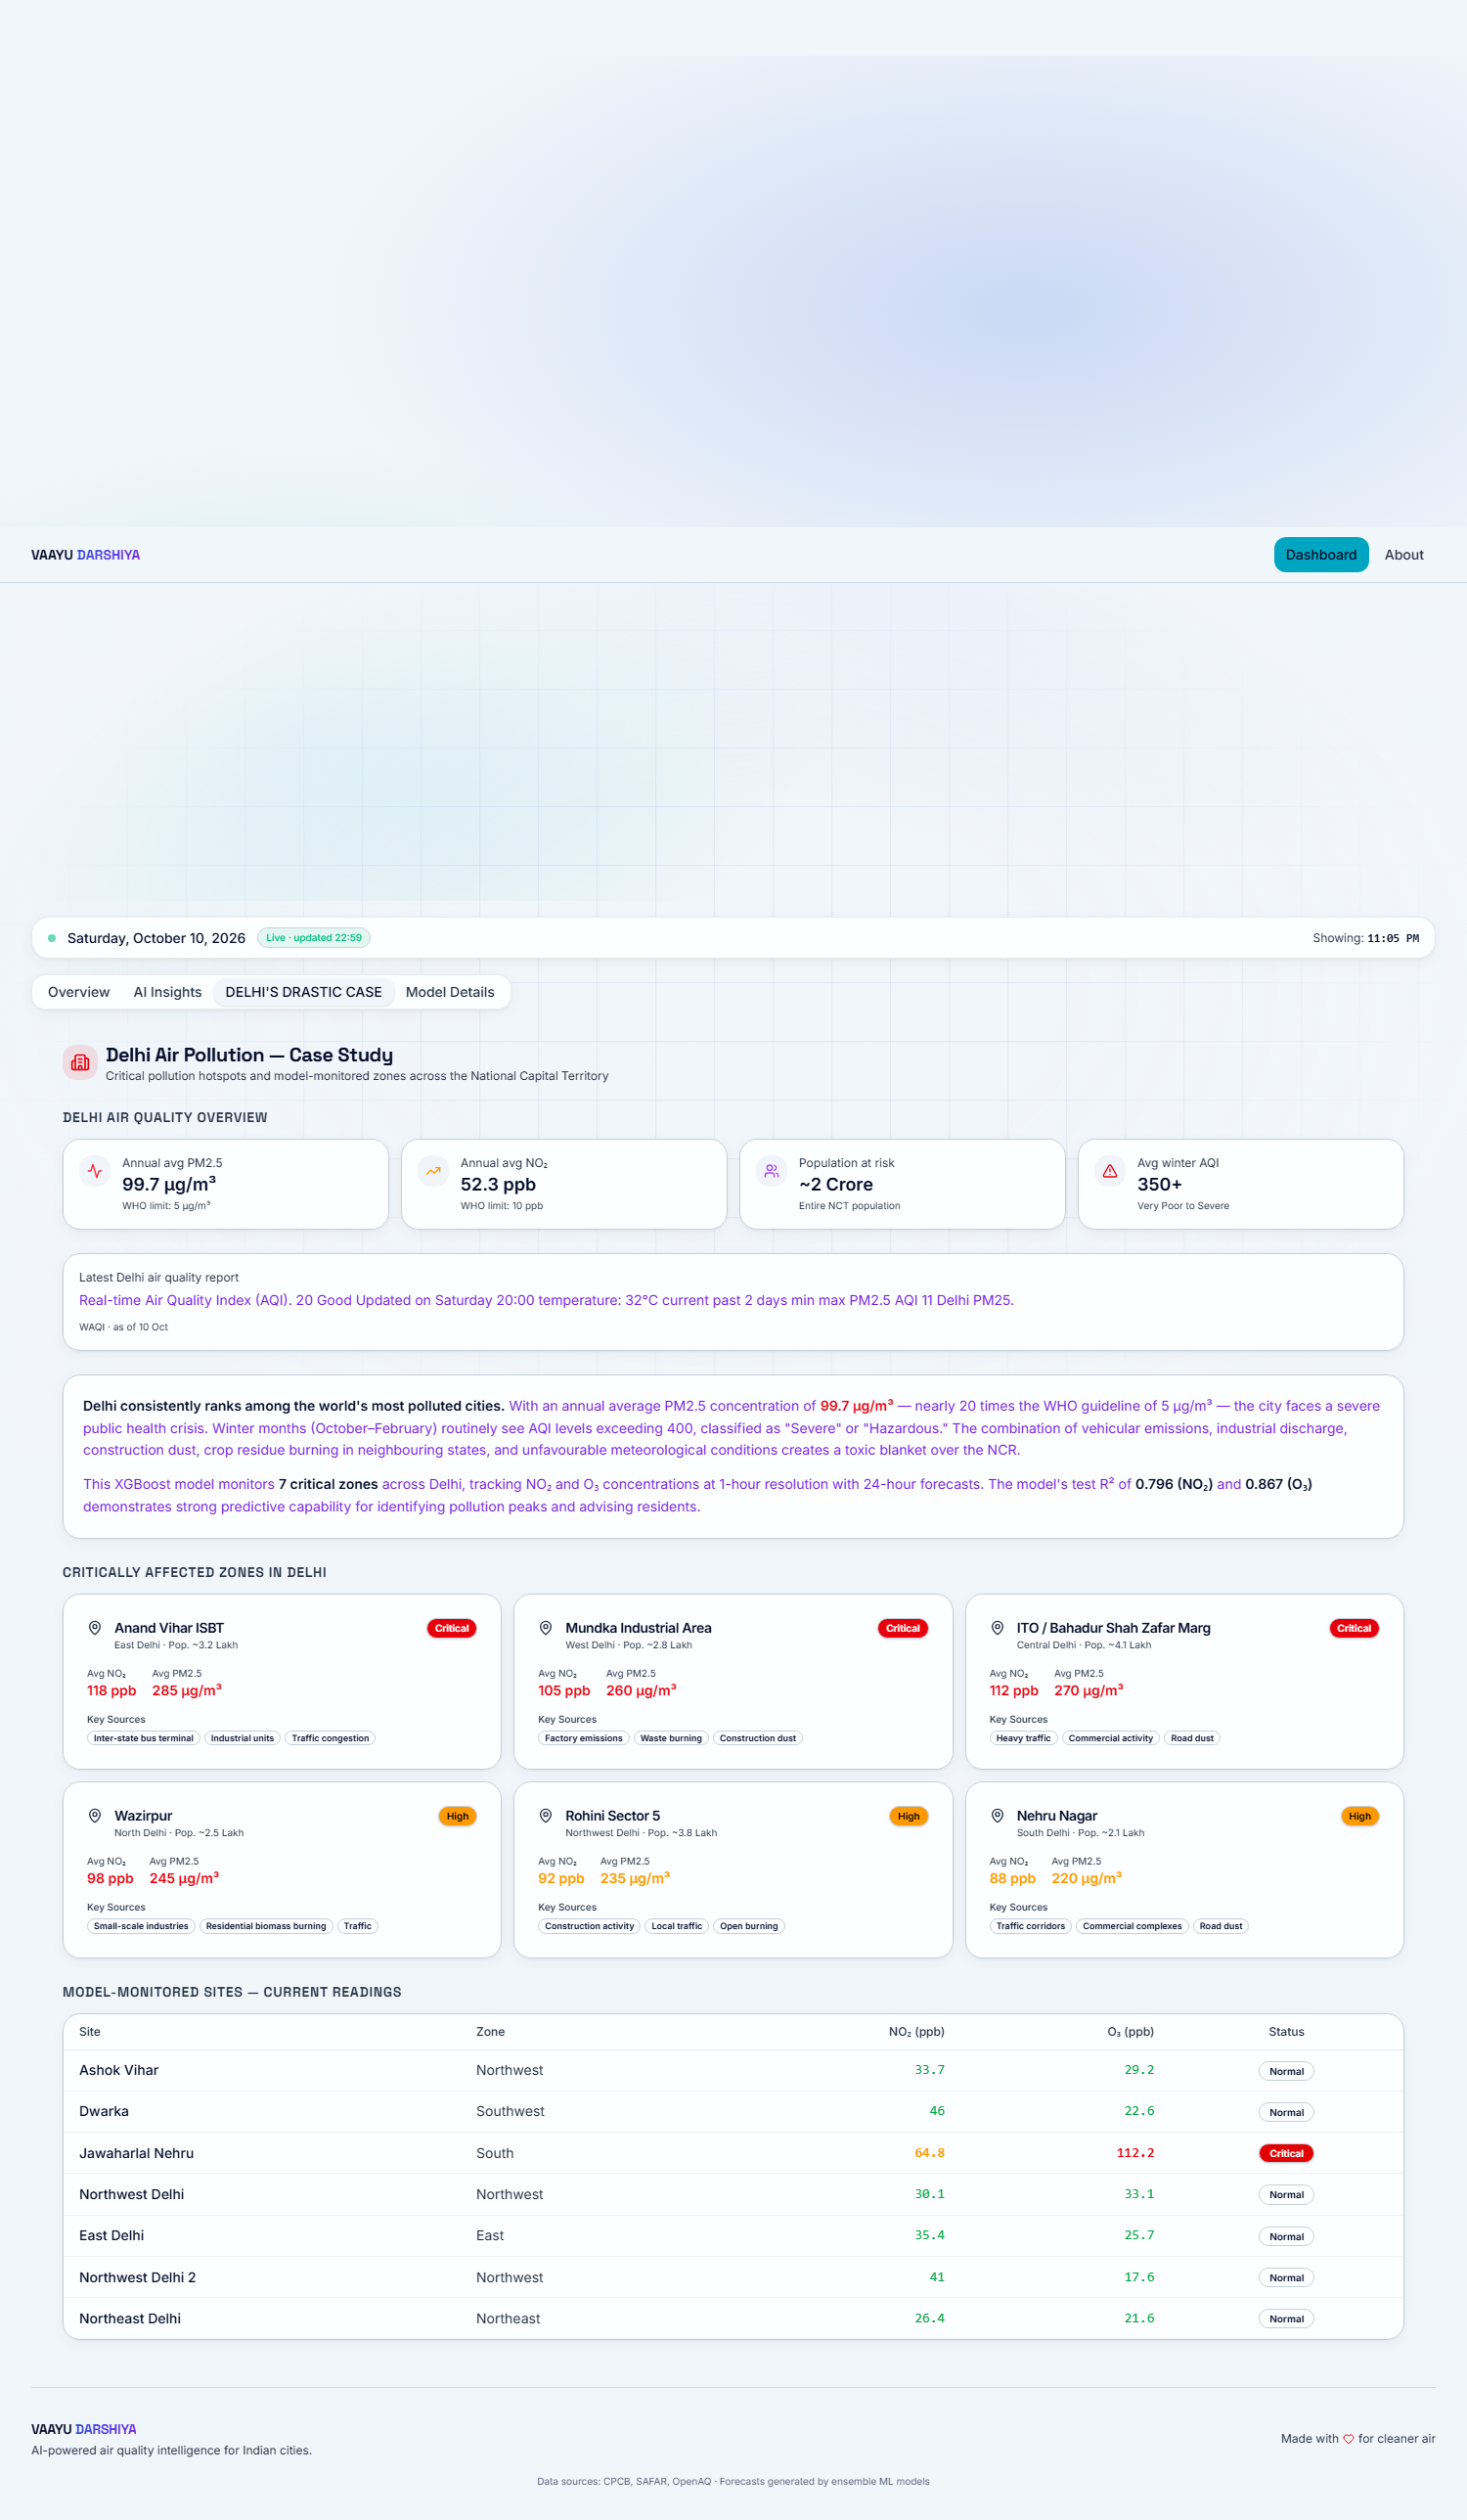 VAAYU DARSHIYA
Dashboard
About
Saturday, October 10, 2026
Live · updated 22:59
Showing: 11:05 PM
Overview
AI Insights
DELHI'S DRASTIC CASE
Model Details
Delhi Air Pollution — Case Study
Critical pollution hotspots and model-monitored zones across the National Capital Territory
DELHI AIR QUALITY OVERVIEW
Annual avg PM2.5
99.7 µg/m³
WHO limit: 5 µg/m³
Annual avg NO₂
52.3 ppb
WHO limit: 10 ppb
Population at risk
~2 Crore
Entire NCT population
Avg winter AQI
350+
Very Poor to Severe
Latest Delhi air quality report
Real-time Air Quality Index (AQI). 20 Good Updated on Saturday 20:00 temperature: 32°C current past 2 days min max PM2.5 AQI 11 Delhi PM25.
WAQI · as of 10 Oct
Delhi consistently ranks among the world's most polluted cities. With an annual average PM2.5 concentration of 99.7 µg/m³ — nearly 20 times the WHO guideline of 5 µg/m³ — the city faces a severe
public health crisis. Winter months (October–February) routinely see AQI levels exceeding 400, classified as "Severe" or "Hazardous." The combination of vehicular emissions, industrial discharge,
construction dust, crop residue burning in neighbouring states, and unfavourable meteorological conditions creates a toxic blanket over the NCR.
This XGBoost model monitors 7 critical zones across Delhi, tracking NO₂ and O₃ concentrations at 1-hour resolution with 24-hour forecasts. The model's test R² of 0.796 (NO₂) and 0.867 (O₃)
demonstrates strong predictive capability for identifying pollution peaks and advising residents.
CRITICALLY AFFECTED ZONES IN DELHI
Anand Vihar ISBT
Critical
East Delhi · Pop. ~3.2 Lakh
Avg NO₂ Avg PM2.5
118 ppb 285 µg/m³
Key Sources
Inter-state bus terminal Industrial units Traffic congestion
Mundka Industrial Area
Critical
West Delhi · Pop. ~2.8 Lakh
Avg NO₂ Avg PM2.5
105 ppb 260 µg/m³
Key Sources
Factory emissions Waste burning Construction dust
ITO / Bahadur Shah Zafar Marg
Critical
Central Delhi · Pop. ~4.1 Lakh
Avg NO₂ Avg PM2.5
112 ppb 270 µg/m³
Key Sources
Heavy traffic Commercial activity Road dust
Wazirpur
High
North Delhi · Pop. ~2.5 Lakh
Avg NO₂ Avg PM2.5
98 ppb 245 µg/m³
Key Sources
Small-scale industries Residential biomass burning Traffic
Rohini Sector 5
High
Northwest Delhi · Pop. ~3.8 Lakh
Avg NO₂ Avg PM2.5
92 ppb 235 µg/m³
Key Sources
Construction activity Local traffic Open burning
Nehru Nagar
High
South Delhi · Pop. ~2.1 Lakh
Avg NO₂ Avg PM2.5
88 ppb 220 µg/m³
Key Sources
Traffic corridors Commercial complexes Road dust
MODEL-MONITORED SITES — CURRENT READINGS
Site Zone NO₂ (ppb) O₃ (ppb) Status
Ashok Vihar Northwest 33.7 29.2 Normal
Dwarka Southwest 46 22.6 Normal
Jawaharlal Nehru South 64.8 112.2 Critical
Northwest Delhi Northwest 30.1 33.1 Normal
East Delhi East 35.4 25.7 Normal
Northwest Delhi 2 Northwest 41 17.6 Normal
Northeast Delhi Northeast 26.4 21.6 Normal
VAAYU DARSHIYA
AI-powered air quality intelligence for Indian cities.
Made with for cleaner air
Data sources: CPCB, SAFAR, OpenAQ · Forecasts generated by ensemble ML models